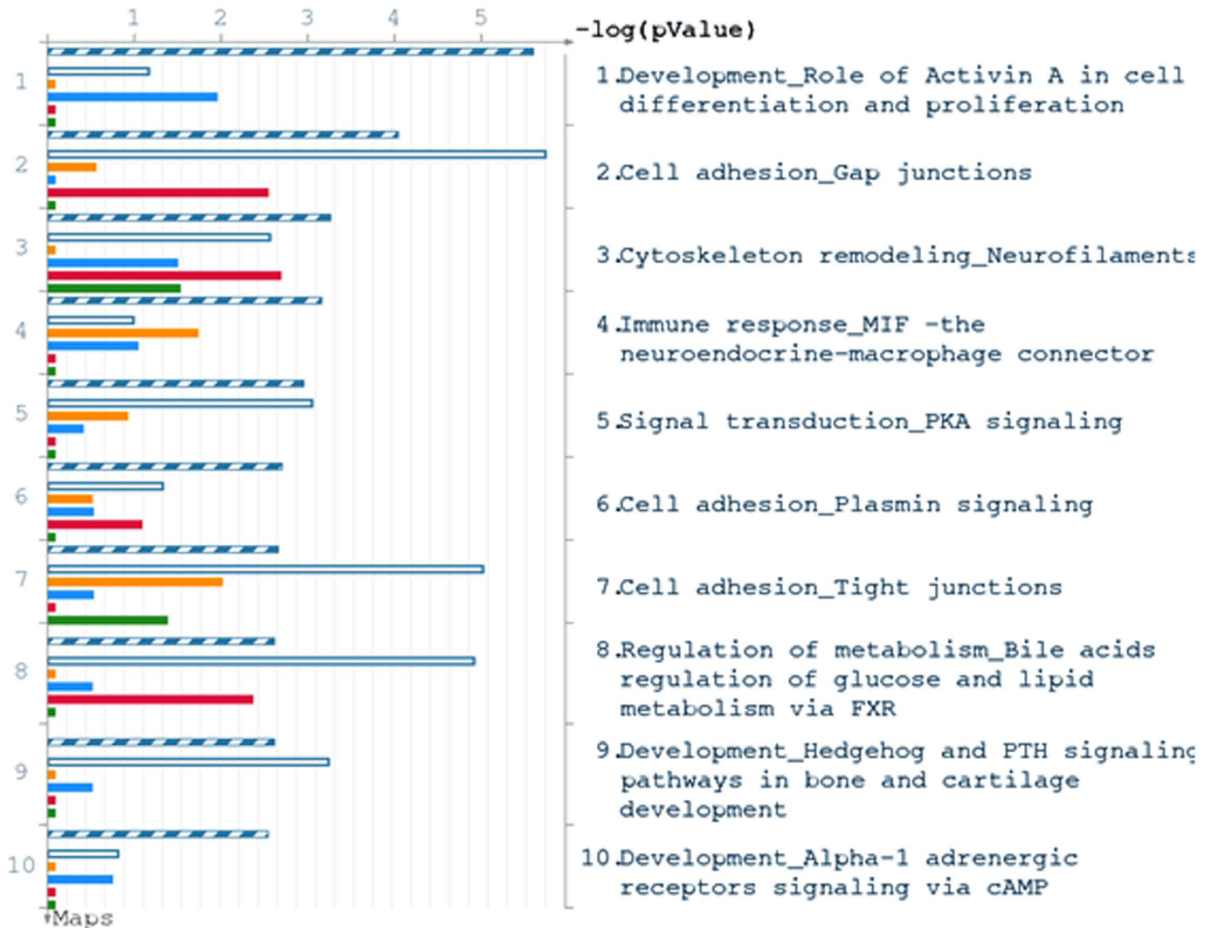 1 2 3 4 5
-log(pValue)
1
1.Development_Role of Activin A in cell
differentiation and proliferation
2
2.Cell adhesion_Gap junctions
3
3.Cytoskeleton remodeling_Neurofilaments
4
4.Immune response_MIF -the
neuroendocrine-macrophage connector
5
5.Signal transduction_PKA signaling
6
6.Cell adhesion_Plasmin signaling
7
7.Cell adhesion_Tight junctions
8
8.Regulation of metabolism_Bile acids
regulation of glucose and lipid
metabolism via FXR
9
9.Development_Hedgehog and PTH signaling
pathways in bone and cartilage
development
10
10.Development_Alpha-1 adrenergic
receptors signaling via cAMP
Maps